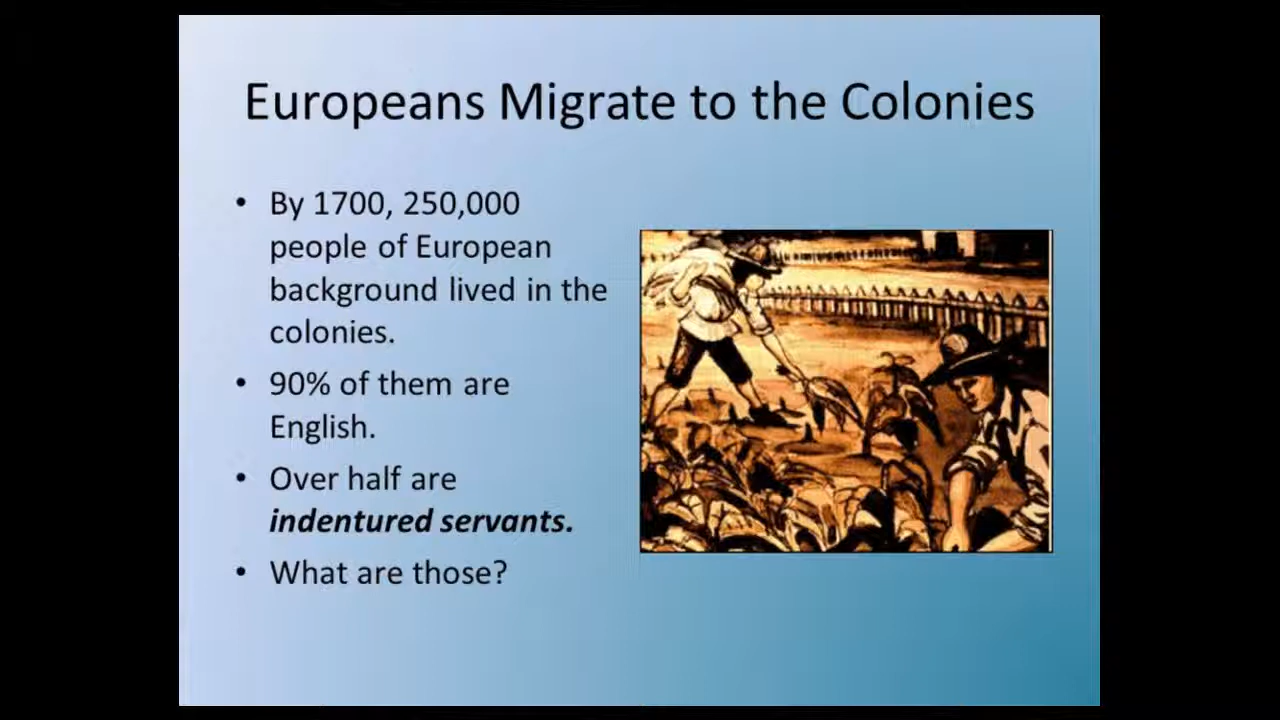 Europeans Migrate to the Colonies
• By 1700, 250,000
people of European
background lived in the
colonies.
• 90% of them are
English.
• Over half are
indentured servants.
• What are those?